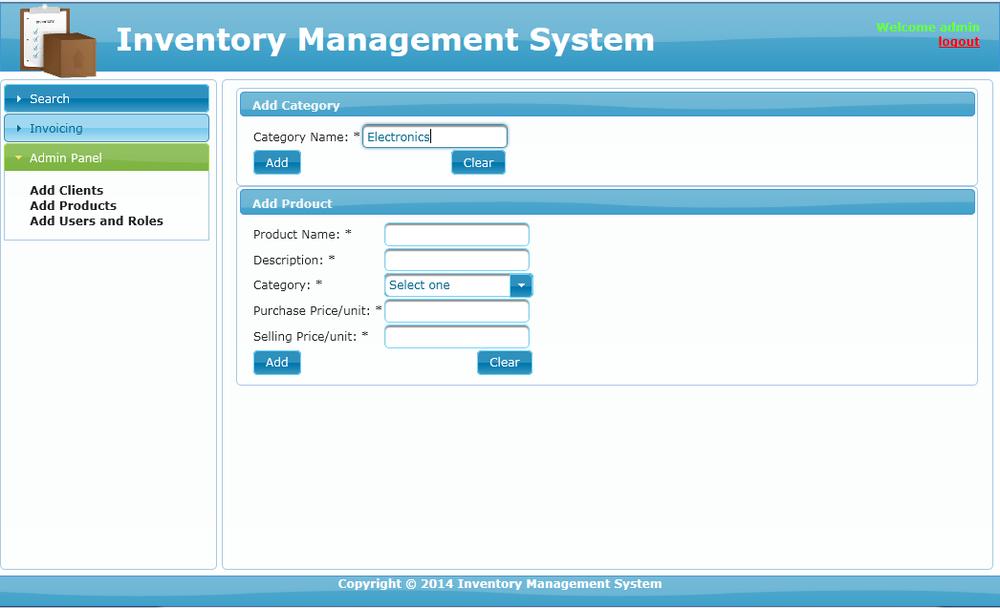 Inventory Management System
Welcome admin
logout
Search
Invoicing
Admin Panel
Add Clients
Add Products
Add Users and Roles
Add Category
Category Name: * Electronics
Add Clear
Add Prdouct
Product Name: *
Description: *
Category: * Select one
Purchase Price/unit: *
Selling Price/unit: *
Add Clear
Copyright © 2014 Inventory Management System